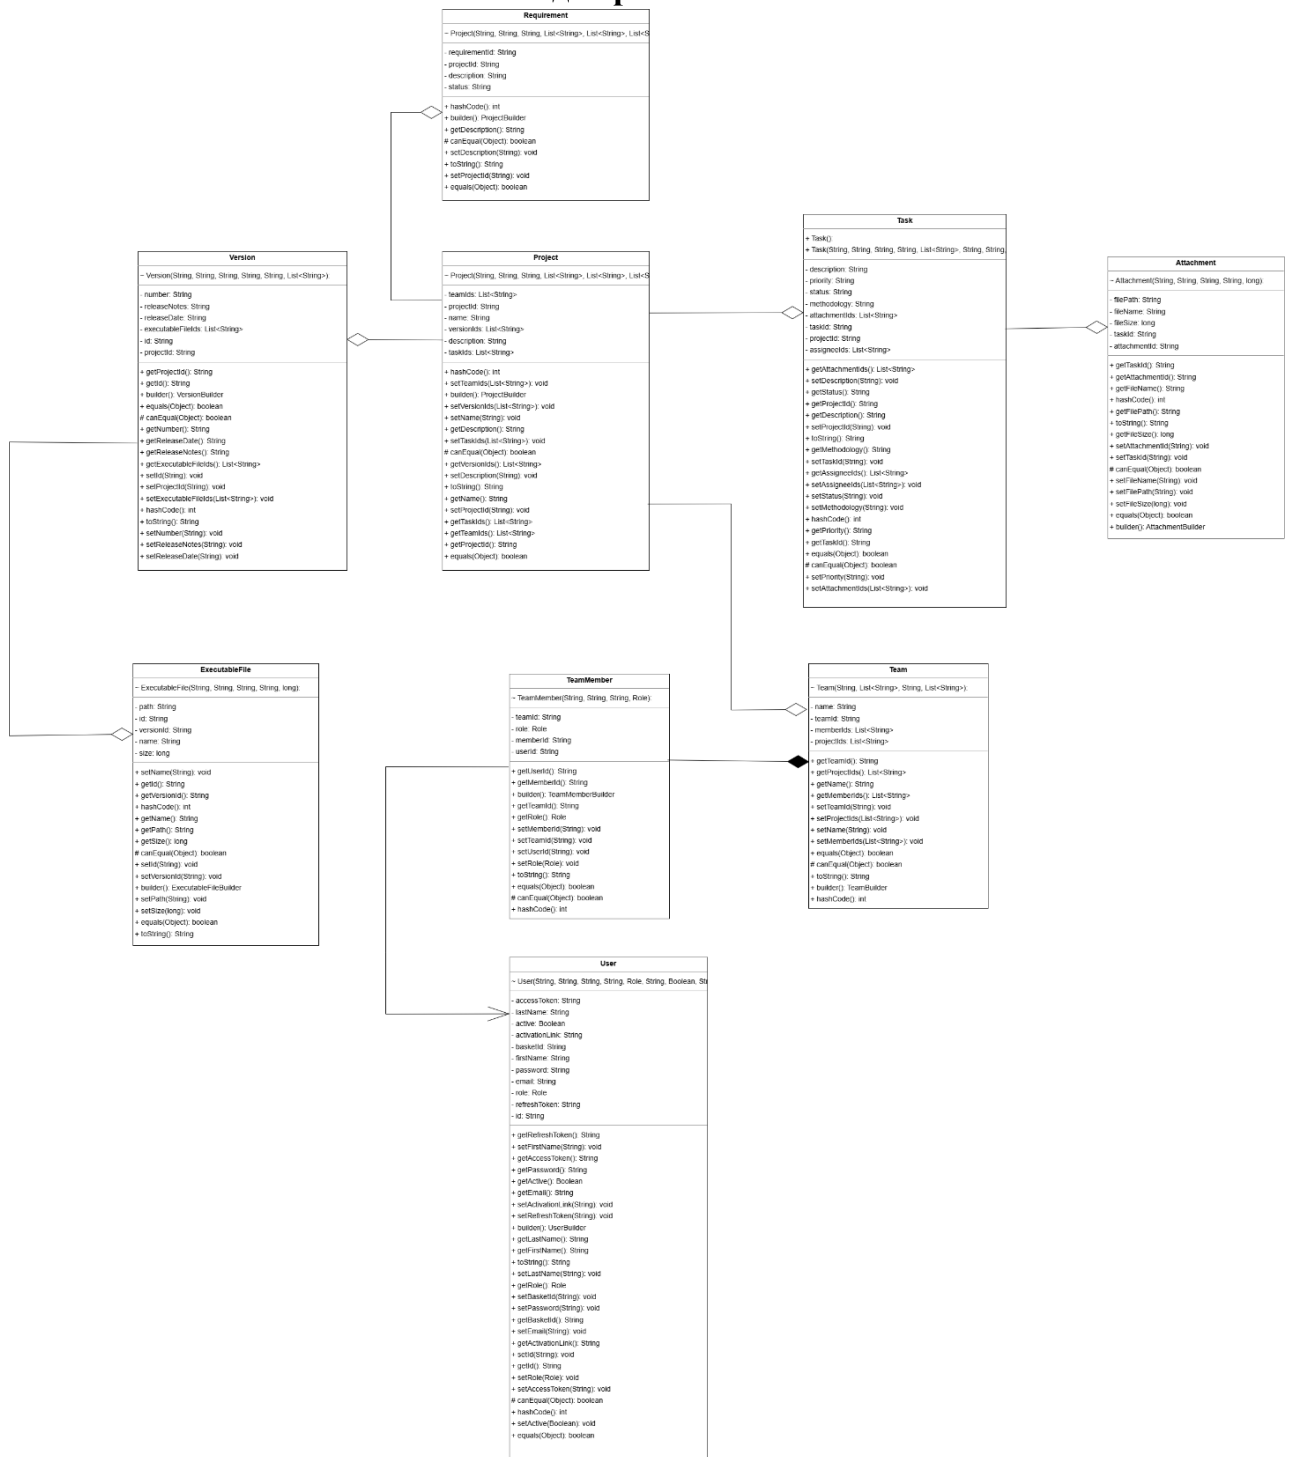 Requirement
~ Project(String, String, String, List<String>, List<String>, List<S
- requirementId: String
- projectId: String
- description: String
- status: String
+ hashCode(): int
+ builder(): ProjectBuilder
+ getDescription(): String
# canEqual(Object): boolean
+ setDescription(String): void
+ toString(): String
+ setProjectId(String): void
+ equals(Object): boolean
Version
~ Version(String, String, String, String, String, List<String>):
- number: String
- releaseNotes: String
- releaseDate: String
- executableFileIds: List<String>
- id: String
- projectId: String
+ getProjectId(): String
+ getId(): String
+ builder(): VersionBuilder
+ equals(Object): boolean
# canEqual(Object): boolean
+ getNumber(): String
+ getReleaseDate(): String
+ getReleaseNotes(): String
+ getExecutableFileIds(): List<String>
+ setId(String): void
+ setProjectId(String): void
+ setExecutableFileIds(List<String>): void
+ hashCode(): int
+ toString(): String
+ setNumber(String): void
+ setReleaseNotes(String): void
+ setReleaseDate(String): void
Project
~ Project(String, String, String, List<String>, List<String>, List<S
- teamIds: List<String>
- projectId: String
- name: String
- versionIds: List<String>
- description: String
- taskIds: List<String>
+ hashCode(): int
+ setTeamIds(List<String>): void
+ builder(): ProjectBuilder
+ setVersionIds(List<String>): void
+ setName(String): void
+ getDescription(): String
+ setTaskIds(List<String>): void
# canEqual(Object): boolean
+ getVersionIds(): List<String>
+ setDescription(String): void
+ toString(): String
+ getName(): String
+ setProjectId(String): void
+ getTaskIds(): List<String>
+ getTeamIds(): List<String>
+ getProjectId(): String
+ equals(Object): boolean
Task
+ Task():
+ Task(String, String, String, String, List<String>, String, String,
- description: String
- priority: String
- status: String
- methodology: String
- attachmentIds: List<String>
- taskId: String
- projectId: String
- assigneeIds: List<String>
+ getAttachmentIds(): List<String>
+ setDescription(String): void
+ getStatus(): String
+ getProjectId(): String
+ getDescription(): String
+ setProjectId(String): void
+ toString(): String
+ getMethodology(): String
+ setTaskId(String): void
+ getAssigneeIds(): List<String>
+ setAssigneeIds(List<String>): void
+ setStatus(String): void
+ setMethodology(String): void
+ hashCode(): int
+ getPriority(): String
+ getTaskId(): String
+ equals(Object): boolean
# canEqual(Object): boolean
+ setPriority(String): void
+ setAttachmentIds(List<String>): void
Attachment
~ Attachment(String, String, String, String, long):
- filePath: String
- fileName: String
- fileSize: long
- taskId: String
- attachmentId: String
+ getTaskId(): String
+ getAttachmentId(): String
+ getFileName(): String
+ hashCode(): int
+ getFilePath(): String
+ toString(): String
+ getFileSize(): long
+ setAttachmentId(String): void
+ setTaskId(String): void
# canEqual(Object): boolean
+ setFileName(String): void
+ setFilePath(String): void
+ setFileSize(long): void
+ equals(Object): boolean
+ builder(): AttachmentBuilder
ExecutableFile
~ ExecutableFile(String, String, String, String, long):
- path: String
- id: String
- versionId: String
- name: String
- size: long
+ setName(String): void
+ getId(): String
+ getVersionId(): String
+ hashCode(): int
+ getName(): String
+ getPath(): String
+ getSize(): long
# canEqual(Object): boolean
+ setId(String): void
+ setVersionId(String): void
+ builder(): ExecutableFileBuilder
+ setPath(String): void
+ setSize(long): void
+ equals(Object): boolean
+ toString(): String
TeamMember
~ TeamMember(String, String, String, Role):
- teamId: String
- role: Role
- memberId: String
- userId: String
+ getUserId(): String
+ getMemberId(): String
+ builder(): TeamMemberBuilder
+ getTeamId(): String
+ getRole(): Role
+ setMemberId(String): void
+ setTeamId(String): void
+ setUserId(String): void
+ setRole(Role): void
+ toString(): String
+ equals(Object): boolean
# canEqual(Object): boolean
+ hashCode(): int
Team
~ Team(String, List<String>, String, List<String>):
- name: String
- teamId: String
- memberIds: List<String>
- projectIds: List<String>
+ getTeamId(): String
+ getProjectIds(): List<String>
+ getName(): String
+ getMemberIds(): List<String>
+ setTeamId(String): void
+ setProjectIds(List<String>): void
+ setName(String): void
+ setMemberIds(List<String>): void
+ equals(Object): boolean
# canEqual(Object): boolean
+ toString(): String
+ builder(): TeamBuilder
+ hashCode(): int
User
~ User(String, String, String, String, Role, String, Boolean, Str
- accessToken: String
- lastName: String
- active: Boolean
- activationLink: String
- basketId: String
- firstName: String
- password: String
- email: String
- role: Role
- refreshToken: String
- id: String
+ getRefreshToken(): String
+ setFirstName(String): void
+ getAccessToken(): String
+ getPassword(): String
+ getActive(): Boolean
+ getEmail(): String
+ setActivationLink(String): void
+ setRefreshToken(String): void
+ builder(): UserBuilder
+ getLastName(): String
+ getFirstName(): String
+ toString(): String
+ setLastName(String): void
+ getRole(): Role
+ setBasketId(String): void
+ setPassword(String): void
+ getBasketId(): String
+ setEmail(String): void
+ getActivationLink(): String
+ setId(String): void
+ getId(): String
+ setRole(Role): void
+ setAccessToken(String): void
# canEqual(Object): boolean
+ hashCode(): int
+ setActive(Boolean): void
+ equals(Object): boolean